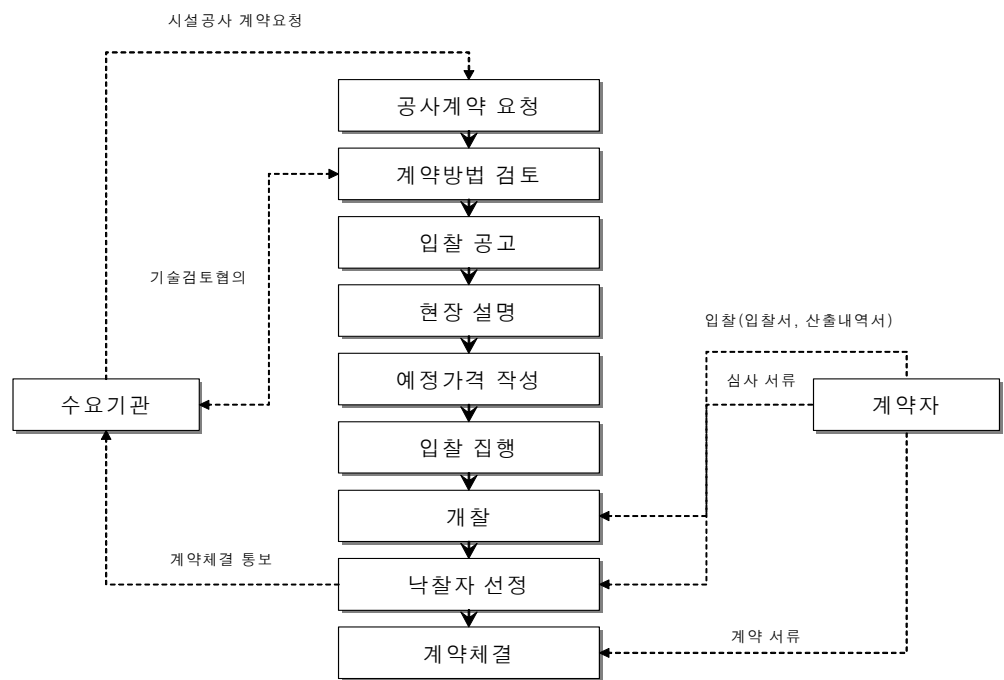 시설공사 계약요청
공사계약 요청
계약방법 검토
입찰 공고
기술검토협의
현장 설명
입찰(입찰서, 산출내역서)
예정가격 작성
심사 서류
수요기관
계약자
입찰 집행
개찰
계약체결 통보
낙찰자 선정
계약 서류
계약체결